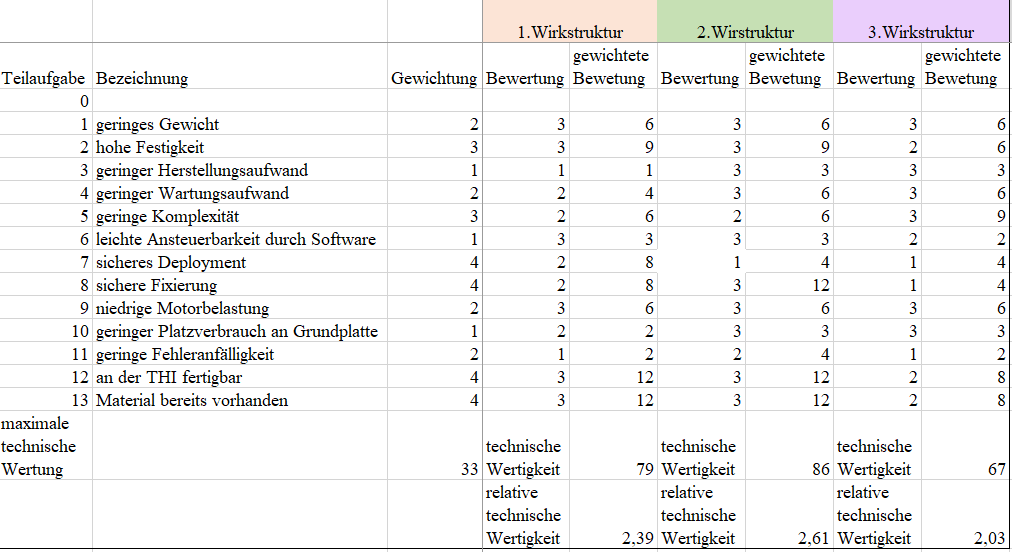 1.Wirkstruktur 2.Wirstruktur 3.Wirkstruktur
Teilaufgabe Bezeichnung Gewichtung Bewertung gewichtete Bewetung Bewertung gewichtete Bewetung Bewertung gewichtete Bewetung
0
1 geringes Gewicht 2 3 6 3 6 3 6
2 hohe Festigkeit 3 3 9 3 9 2 6
3 geringer Herstellungsaufwand 1 1 1 3 3 3 3
4 geringer Wartungsaufwand 2 2 4 3 6 3 6
5 geringe Komplexität 3 2 6 2 6 3 9
6 leichte Ansteuerbarkeit durch Software 1 3 3 3 3 2 2
7 sicheres Deployment 4 2 8 1 4 1 4
8 sichere Fixierung 4 2 8 3 12 1 4
9 niedrige Motorbelastung 2 3 6 3 6 3 6
10 geringer Platzverbrauch an Grundplatte 1 2 2 3 3 3 3
11 geringe Fehleranfälligkeit 2 1 2 2 4 1 2
12 an der THI fertigbar 4 3 12 3 12 2 8
13 Material bereits vorhanden 4 3 12 3 12 2 8
maximale technische Wertung 33 technische Wertigkeit 79 technische Wertigkeit 86 technische Wertigkeit 67
relative technische Wertigkeit 2,39 relative technische Wertigkeit 2,61 relative technische Wertigkeit 2,03